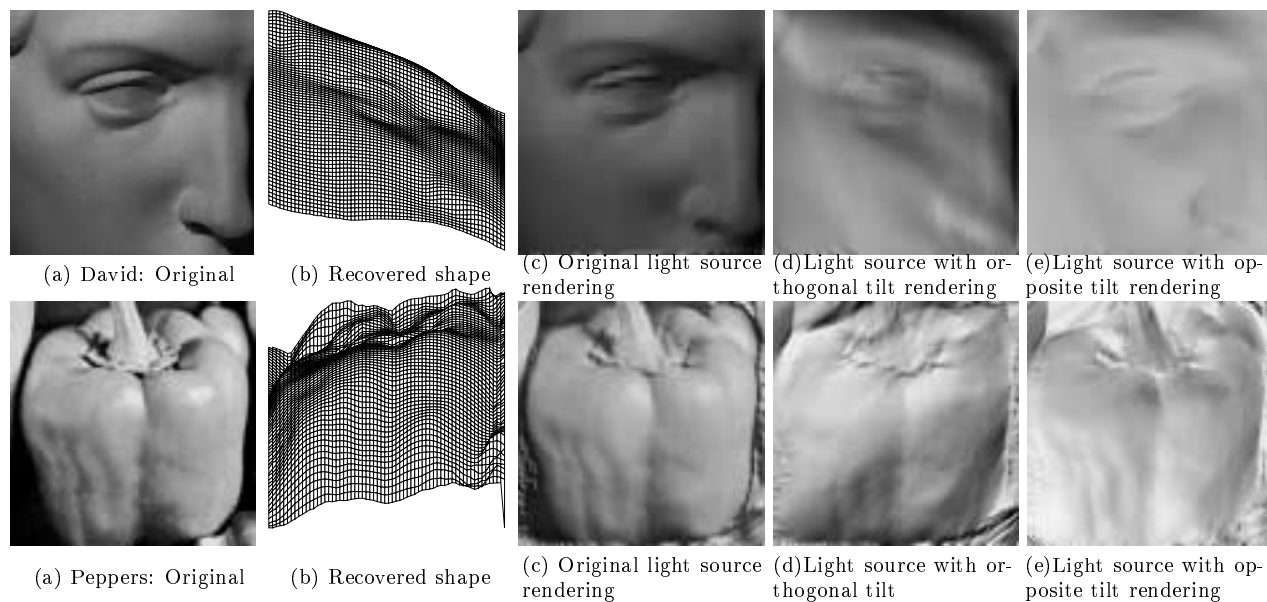 (a) David: Original
(b) Recovered shape
(c) Original light source
rendering
(d)Light source with or-
thogonal tilt rendering
(e)Light source with op-
posite tilt rendering
(a) Peppers: Original
(b) Recovered shape
(c) Original light source
rendering
(d)Light source with or-
thogonal tilt
(e)Light source with op-
posite tilt rendering